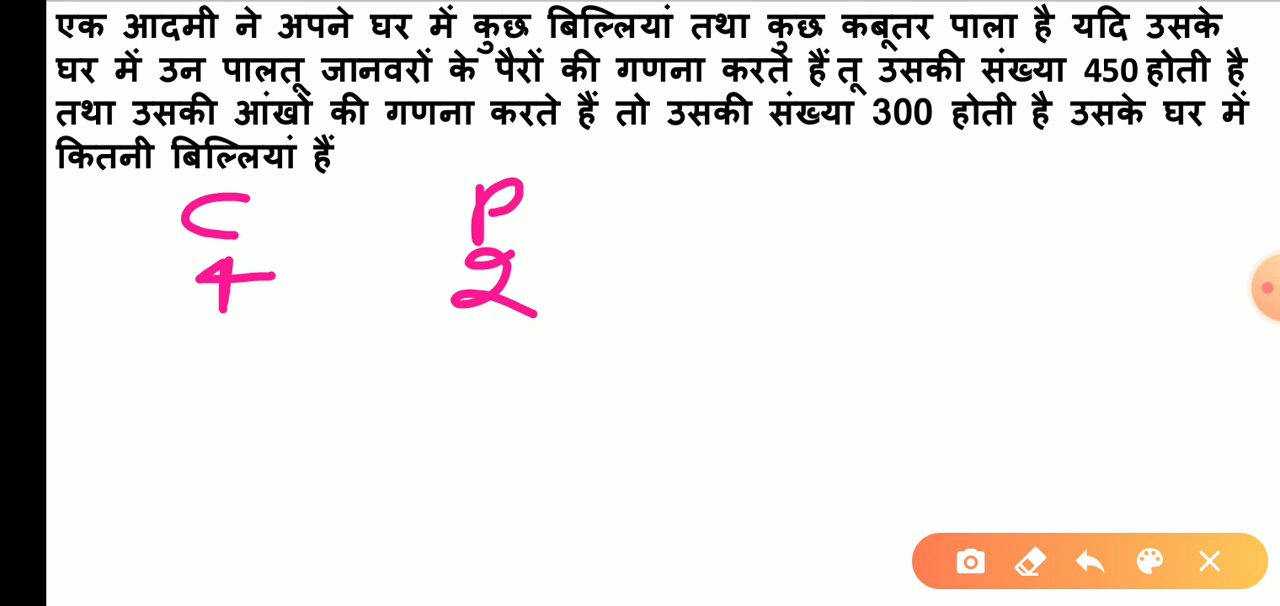 एक आदमी ने अपने घर में कुछ बिल्लियां तथा कुछ कबूतर पाला है यदि उसके
घर में उन पालतू जानवरों के पैरों की गणना करते हैं तू उसकी संख्या 450 होती है
तथा उसकी आंखों की गणना करते हैं तो उसकी संख्या 300 होती है उसके घर में
कितनी बिल्लियां हैं
C P
4 2